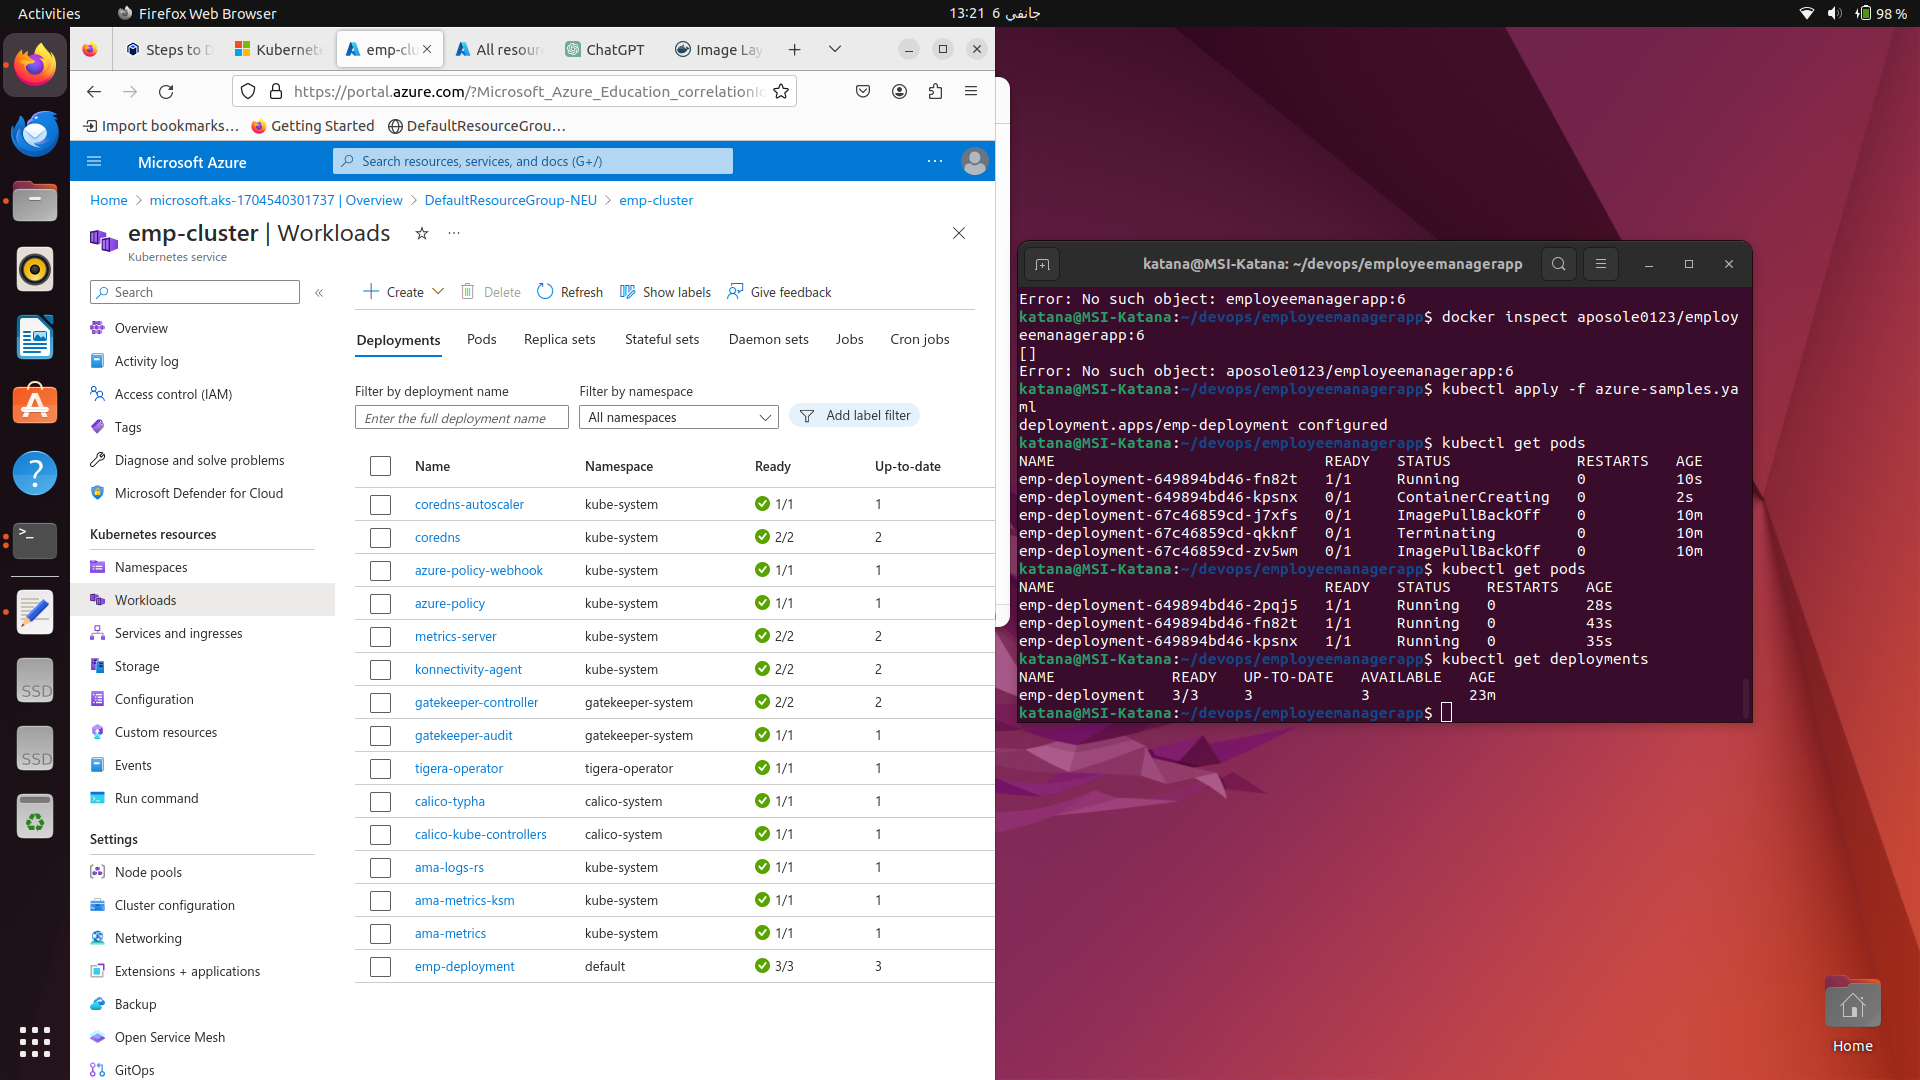 Activities
Firefox Web Browser
13:21 6 جانفي
98 %
Steps to D
Kubernete
emp-clu
All resour
ChatGPT
Image Lay
https://portal.azure.com/?Microsoft_Azure_Education_correlationId
Import bookmarks…
Getting Started
DefaultResourceGrou…
Microsoft Azure
Search resources, services, and docs (G+/)
Home > microsoft.aks-1704540301737 | Overview > DefaultResourceGroup-NEU > emp-cluster
emp-cluster | Workloads
Kubernetes service
Search
Overview
Activity log
Access control (IAM)
Tags
Diagnose and solve problems
Microsoft Defender for Cloud
Kubernetes resources
Namespaces
Workloads
Services and ingresses
Storage
Configuration
Custom resources
Events
Run command
Settings
Node pools
Cluster configuration
Networking
Extensions + applications
Backup
Open Service Mesh
GitOps
Create
Delete
Refresh
Show labels
Give feedback
Deployments Pods Replica sets Stateful sets Daemon sets Jobs Cron jobs
Filter by deployment name
Enter the full deployment name
Filter by namespace
All namespaces
Add label filter
Name Namespace Ready Up-to-date
coredns-autoscaler kube-system 1/1 1
coredns kube-system 2/2 2
azure-policy-webhook kube-system 1/1 1
azure-policy kube-system 1/1 1
metrics-server kube-system 2/2 2
konnectivity-agent kube-system 2/2 2
gatekeeper-controller gatekeeper-system 2/2 2
gatekeeper-audit gatekeeper-system 1/1 1
tigera-operator tigera-operator 1/1 1
calico-typha calico-system 1/1 1
calico-kube-controllers calico-system 1/1 1
ama-logs-rs kube-system 1/1 1
ama-metrics-ksm kube-system 1/1 1
ama-metrics kube-system 1/1 1
emp-deployment default 3/3 3
katana@MSI-Katana: ~/devops/employeemanagerapp
Error: No such object: employeemanagerapp:6
katana@MSI-Katana:~/devops/employeemanagerapp$ docker inspect aposole0123/employ
eemanagerapp:6
[]
Error: No such object: aposole0123/employeemanagerapp:6
katana@MSI-Katana:~/devops/employeemanagerapp$ kubectl apply -f azure-samples.ya
ml
deployment.apps/emp-deployment configured
katana@MSI-Katana:~/devops/employeemanagerapp$ kubectl get pods
NAME READY STATUS RESTARTS AGE
emp-deployment-649894bd46-fn82t 1/1 Running 0 10s
emp-deployment-649894bd46-kpsnx 0/1 ContainerCreating 0 2s
emp-deployment-67c46859cd-j7xfs 0/1 ImagePullBackOff 0 10m
emp-deployment-67c46859cd-qkknf 0/1 Terminating 0 10m
emp-deployment-67c46859cd-zv5wm 0/1 ImagePullBackOff 0 10m
katana@MSI-Katana:~/devops/employeemanagerapp$ kubectl get pods
NAME READY STATUS RESTARTS AGE
emp-deployment-649894bd46-2pqj5 1/1 Running 0 28s
emp-deployment-649894bd46-fn82t 1/1 Running 0 43s
emp-deployment-649894bd46-kpsnx 1/1 Running 0 35s
katana@MSI-Katana:~/devops/employeemanagerapp$ kubectl get deployments
NAME READY UP-TO-DATE AVAILABLE AGE
emp-deployment 3/3 3 3 23m
katana@MSI-Katana:~/devops/employeemanagerapp$
SSD
SSD
Home